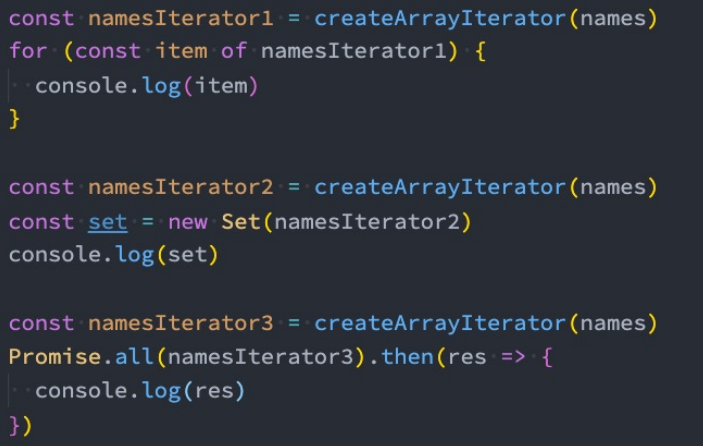 const namesIterator1 = createArrayIterator(names)
for (const item of namesIterator1) {
  console.log(item)
}
const namesIterator2 = createArrayIterator(names)
const set = new Set(namesIterator2)
console.log(set)
const namesIterator3 = createArrayIterator(names)
Promise.all(namesIterator3).then(res => {
  console.log(res)
})